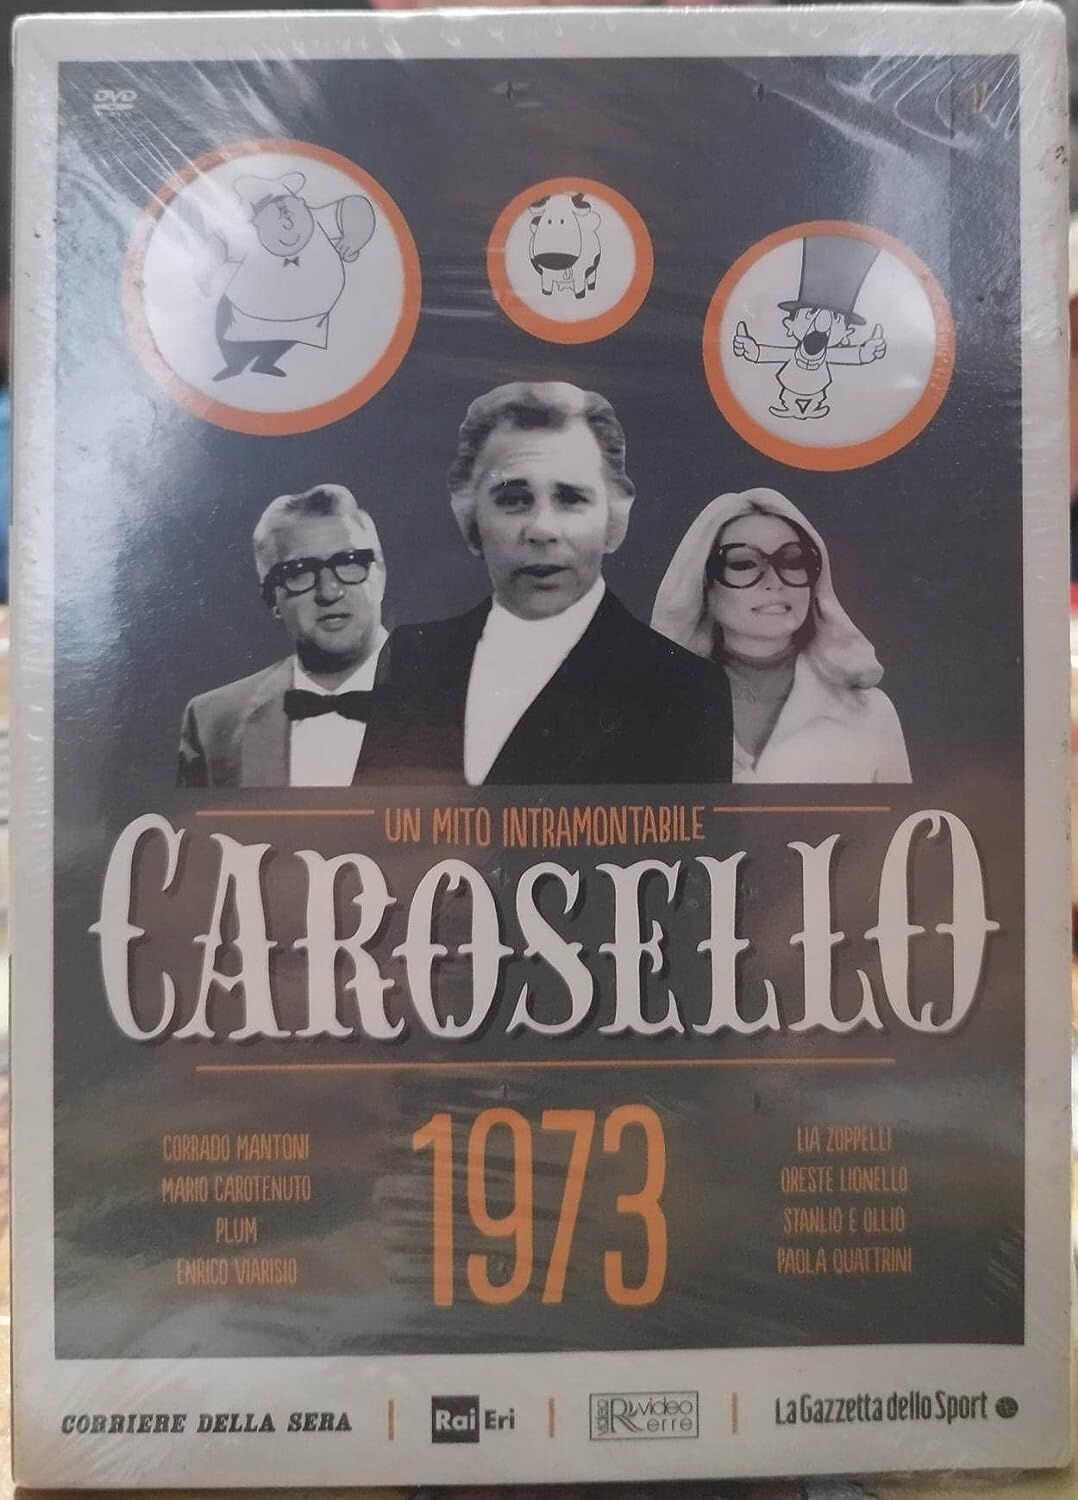 DVD
UN MITO INTRAMONTABILE
CAROSELLO
1973
CORRADO MANTONI
MARIO CAROTENUTO
PLUM
ENRICO VIARISIO
LIA ZOPPELLI
ORESTE LIONELLO
STANLIO E OLLIO
PAOLA QUATTRINI
CORRIERE DELLA SERA
Rai Eri
VIDEO R video erre
La Gazzetta dello Sport